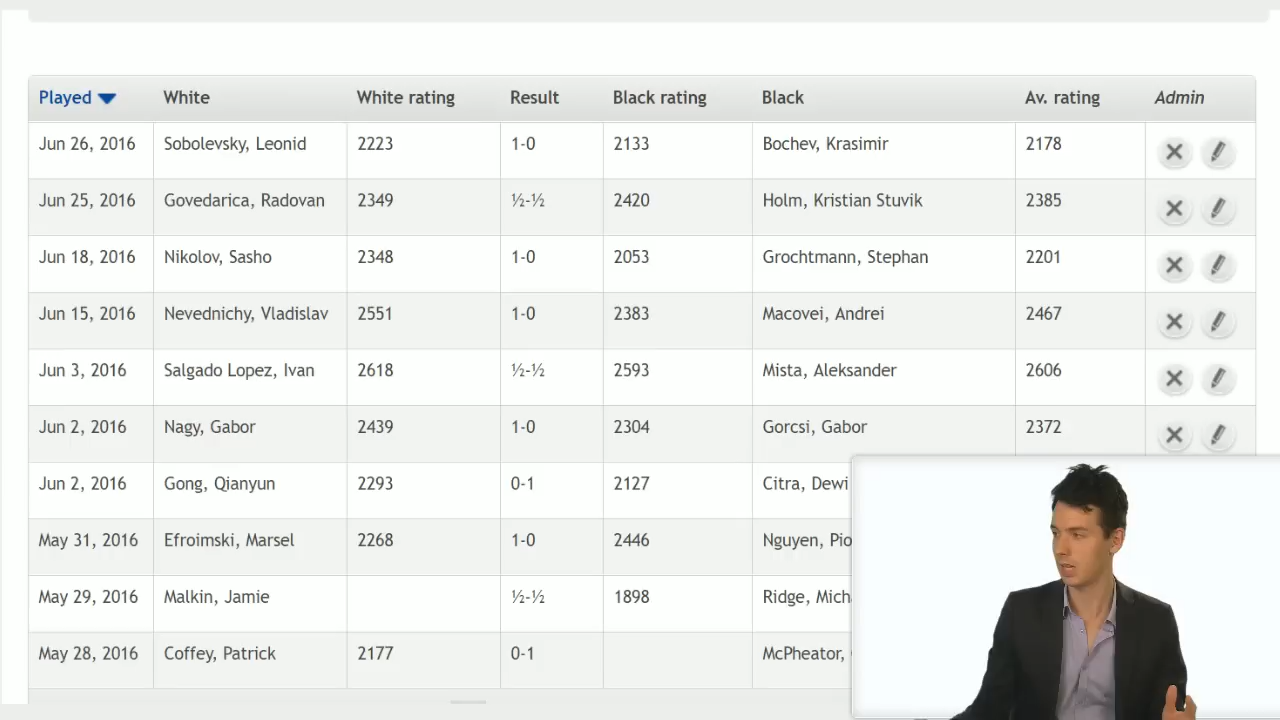 Played White White rating Result Black rating Black Av. rating Admin
Jun 26, 2016 Sobolevsky, Leonid 2223 1-0 2133 Bochev, Krasimir 2178
Jun 25, 2016 Govedarica, Radovan 2349 ½-½ 2420 Holm, Kristian Stuvik 2385
Jun 18, 2016 Nikolov, Sasho 2348 1-0 2053 Grochtmann, Stephan 2201
Jun 15, 2016 Nevednichy, Vladislav 2551 1-0 2383 Macovei, Andrei 2467
Jun 3, 2016 Salgado Lopez, Ivan 2618 ½-½ 2593 Mista, Aleksander 2606
Jun 2, 2016 Nagy, Gabor 2439 1-0 2304 Gorcsi, Gabor 2372
Jun 2, 2016 Gong, Qianyun 2293 0-1 2127 Citra, Dewi
May 31, 2016 Efroimski, Marsel 2268 1-0 2446 Nguyen, Pio
May 29, 2016 Malkin, Jamie ½-½ 1898 Ridge, Mich
May 28, 2016 Coffey, Patrick 2177 0-1 McPheator,